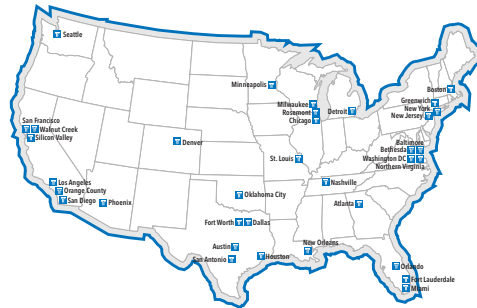 Seattle
Minneapolis
Boston
Greenwich
New York
New Jersey
Milwaukee
Rosemont
Chicago
Detroit
San Francisco
Walnut Creek
Silicon Valley
Denver
St. Louis
Baltimore
Bethesda
Washington DC
Northern Virginia
Los Angeles
Orange County
San Diego
Phoenix
Oklahoma City
Nashville
Atlanta
Fort Worth
Dallas
Austin
San Antonio
Houston
New Orleans
Orlando
Fort Lauderdale
Miami